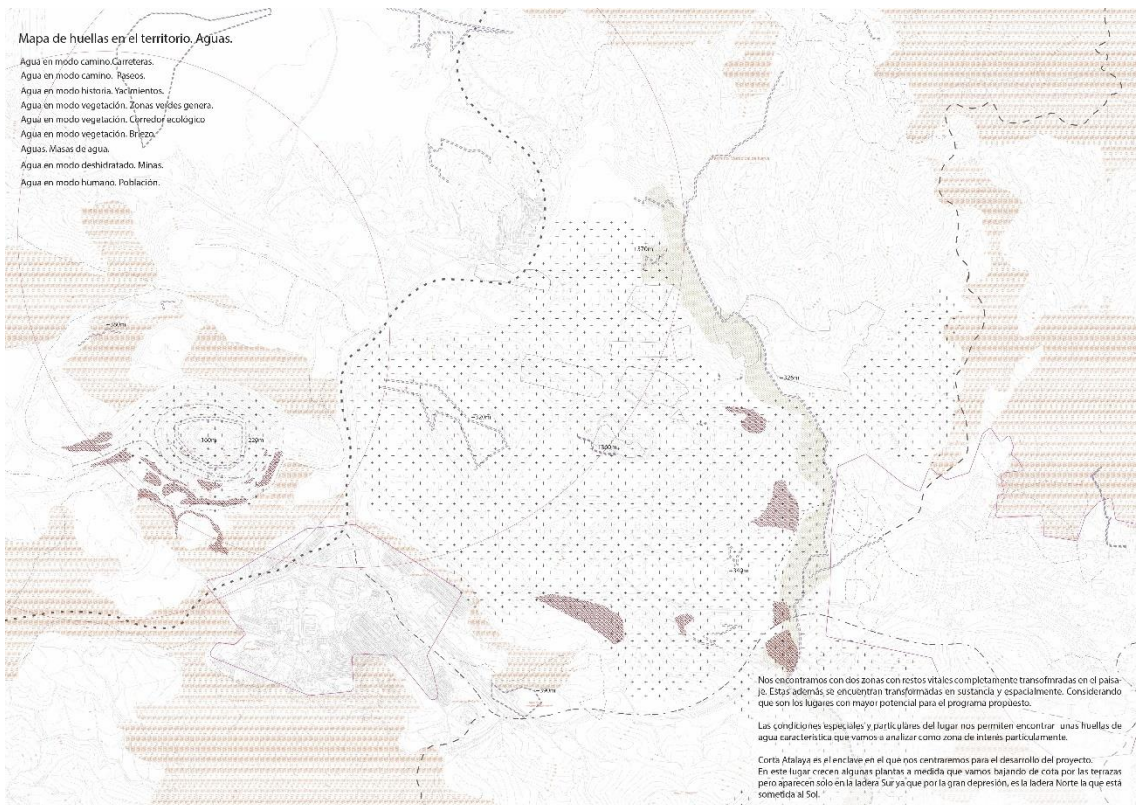 Mapa de huellas en el territorio. Aguas.
Agua en modo camino.Carreteras.
Agua en modo camino. Paseos.
Agua en modo historia. Yacimientos.
Agua en modo vegetación. Zonas verdes genera.
Agua en modo vegetación. Corredor ecológico
Agua en modo vegetación. Briezo.
Aguas. Masas de agua.
Agua en modo deshidratado. Minas.
Agua en modo humano. Población.
+370m
+325m
100m
220m
Nos encontramos con dos zonas con restos vitales completamente transofmradas en el paisa-
je. Estas además se encuentran transformadas en sustancia y espacialmente. Considerando
que son los lugares con mayor potencial para el programa propuesto.
Las condiciones especiales y particulares del lugar nos permiten encontrar unas huellas de
agua característica que vamos a analizar como zona de interés particulamente.
Corta Atalaya es el enclave en el que nos centraremos para el desarrollo del proyecto.
En este lugar crecen algunas plantas a medida que vamos bajando de cota por las terrazas
pero aparecen solo en la ladera Sur ya que por la gran depresión, es la ladera Norte la que está
sometida al Sol.